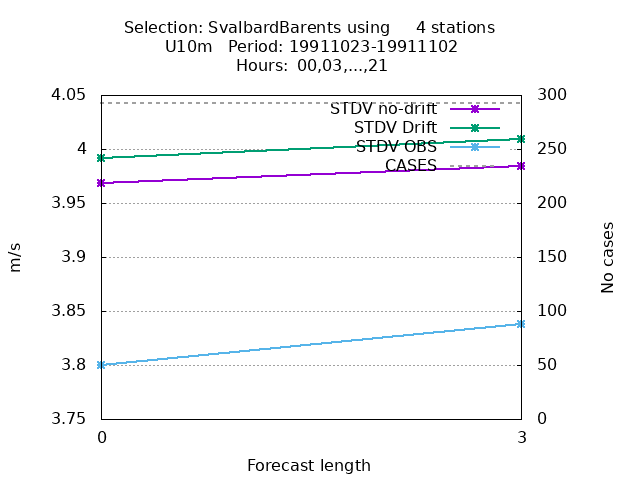 Selection: SvalbardBarents using     4 stations
U10m   Period: 19911023-19911102
Hours:  00,03,...,21
4.05
4
3.95
3.9
3.85
3.8
3.75
300
250
200
150
100
50
0
STDV no-drift
STDV Drift
STDV OBS
CASES
m/s
No cases
0
3
Forecast length